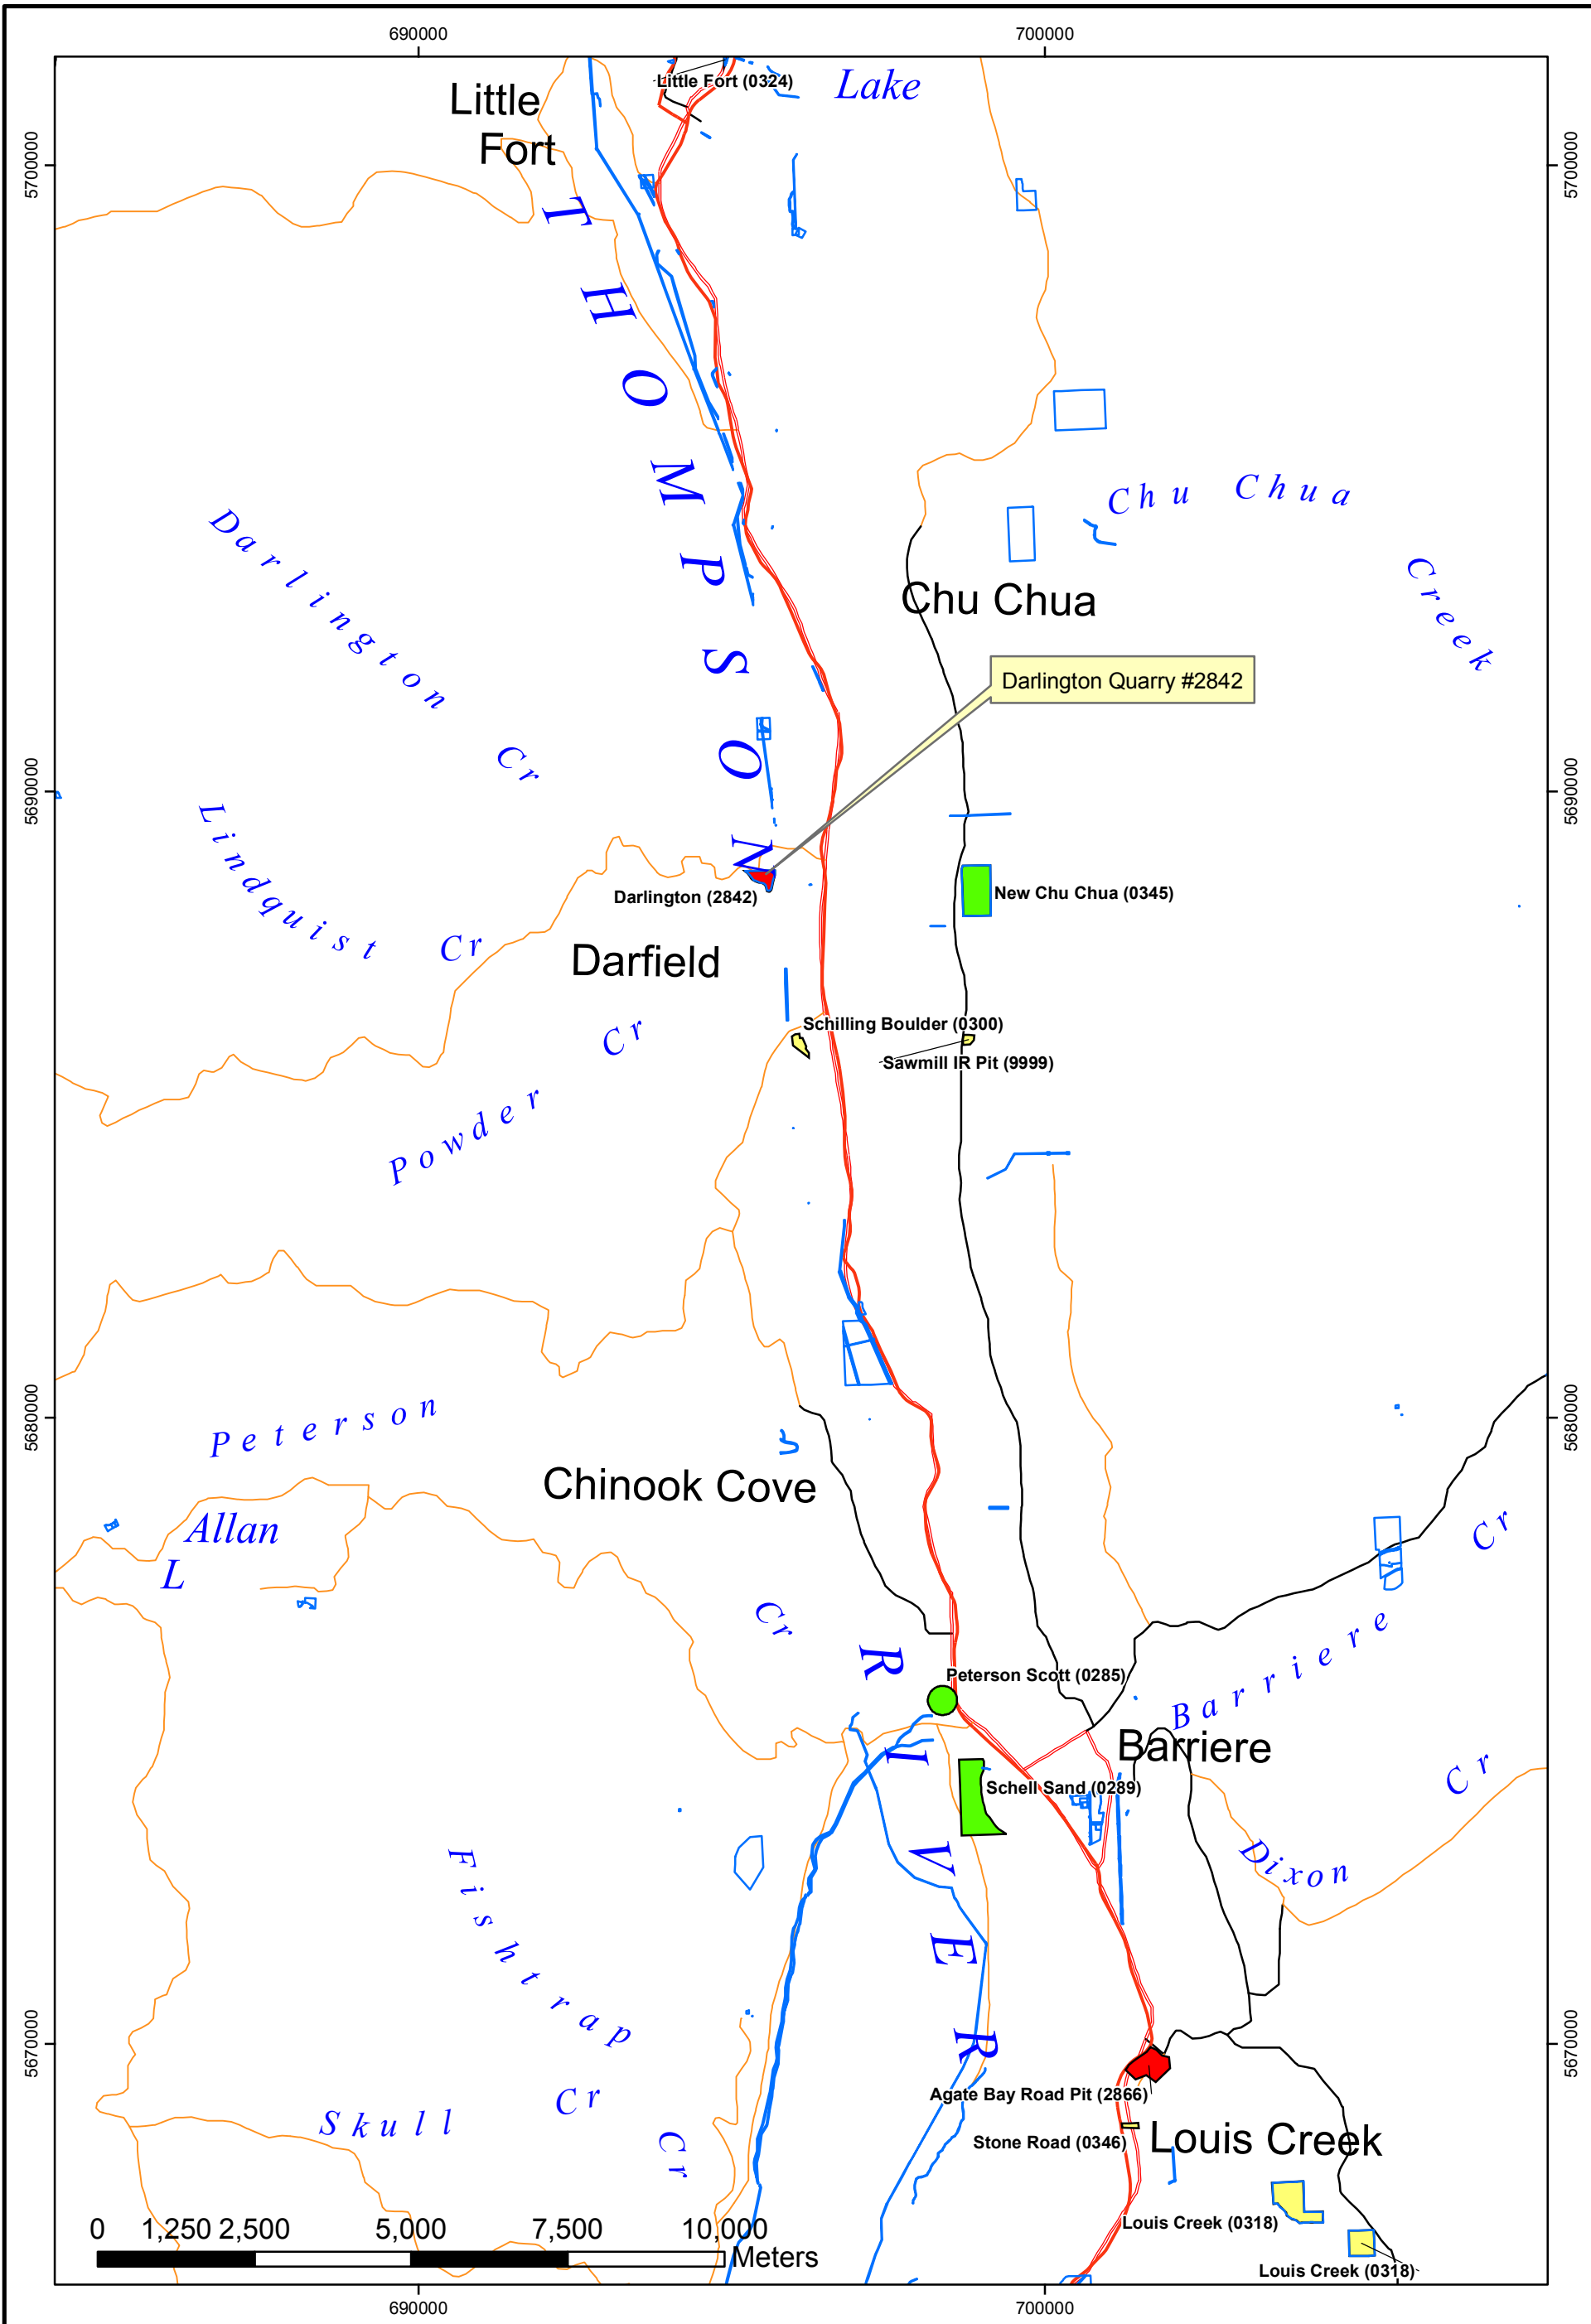 690000
700000
Little Fort (0324)
Lake
Little
Fort
5700000
5700000
THOMPSON
Chu Chua
Creek
Darlington
Cr
Chu Chua
Darlington Quarry #2842
5690000
5690000
Lindquist
Cr
Darlington (2842)
New Chu Chua (0345)
Darfield
Schilling Boulder (0300)
Sawmill IR Pit (9999)
Powder
Cr
5680000
5680000
Peterson
Chinook Cove
Allan
L
Cr
Cr
Barriere
RIVER
Peterson Scott (0285)
Barriere
Schell Sand (0289)
Cr
Dixon
Fishtrap
Cr
5670000
5670000
Agate Bay Road Pit (2866)
Skull
Cr
Stone Road (0346)
Louis Creek
Louis Creek (0318)
Louis Creek (0318)
0 1,250 2,500 5,000 7,500 10,000
Meters
690000
700000